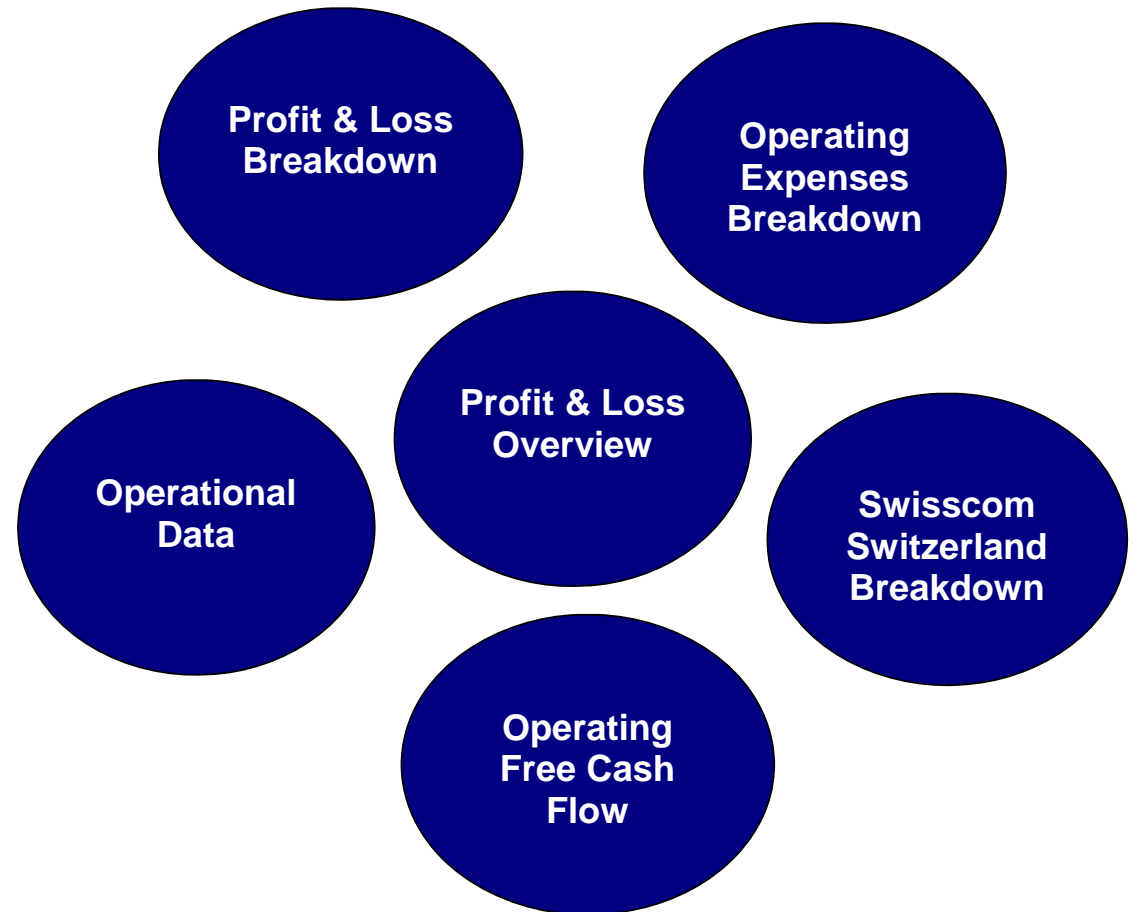 Profit & Loss
Breakdown
Operating
Expenses
Breakdown
Profit & Loss
Overview
Operational
Data
Swisscom
Switzerland
Breakdown
Operating
Free Cash
Flow